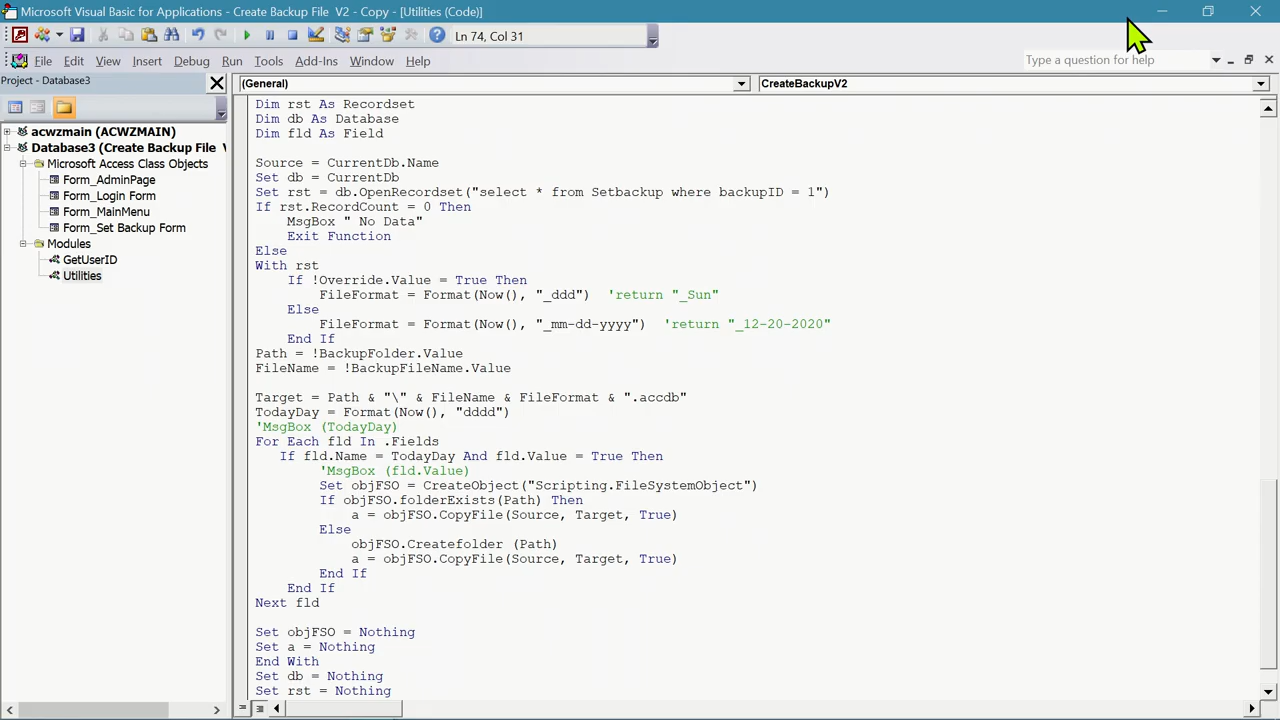 Microsoft Visual Basic for Applications - Create Backup File  V2 - Copy - [Utilities (Code)]
Ln 74, Col 31
File Edit View Insert Debug Run Tools Add-Ins Window Help
Type a question for help
Project - Database3
(General)
CreateBackupV2
acwzmain (ACWZMAIN)
Database3 (Create Backup File  V
Microsoft Access Class Objects
Form_AdminPage
Form_Login Form
Form_MainMenu
Form_Set Backup Form
Modules
GetUserID
Utilities
Dim rst As Recordset
Dim db As Database
Dim fld As Field
Source = CurrentDb.Name
Set db = CurrentDb
Set rst = db.OpenRecordset("select * from Setbackup where backupID = 1")
If rst.RecordCount = 0 Then
MsgBox " No Data"
Exit Function
Else
With rst
If !Override.Value = True Then
FileFormat = Format(Now(), "_ddd")  'return "_Sun"
Else
FileFormat = Format(Now(), "_mm-dd-yyyy")  'return "_12-20-2020"
End If
Path = !BackupFolder.Value
FileName = !BackupFileName.Value
Target = Path & "\" & FileName & FileFormat & ".accdb"
TodayDay = Format(Now(), "dddd")
'MsgBox (TodayDay)
For Each fld In .Fields
If fld.Name = TodayDay And fld.Value = True Then
'MsgBox (fld.Value)
Set objFSO = CreateObject("Scripting.FileSystemObject")
If objFSO.folderExists(Path) Then
a = objFSO.CopyFile(Source, Target, True)
Else
objFSO.Createfolder (Path)
a = objFSO.CopyFile(Source, Target, True)
End If
End If
Next fld
Set objFSO = Nothing
Set a = Nothing
End With
Set db = Nothing
Set rst = Nothing